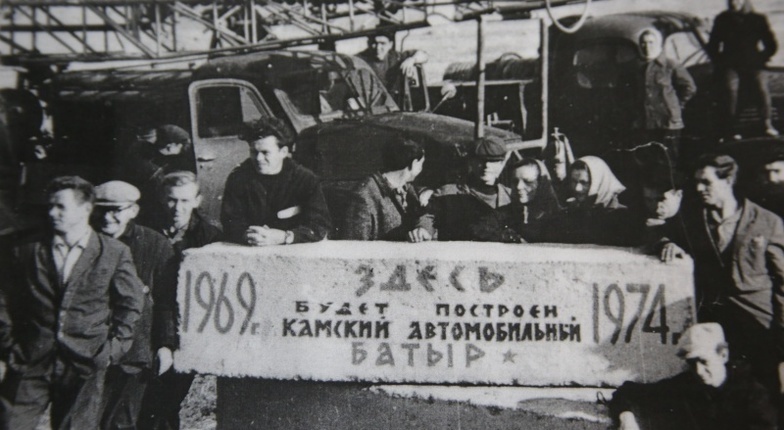 1969г.
ЗДЕСЬ
БУДЕТ ПОСТРОЕН
КАМСКИЙ АВТОМОБИЛЬНЫЙ
БАТЫР ★
1974г.